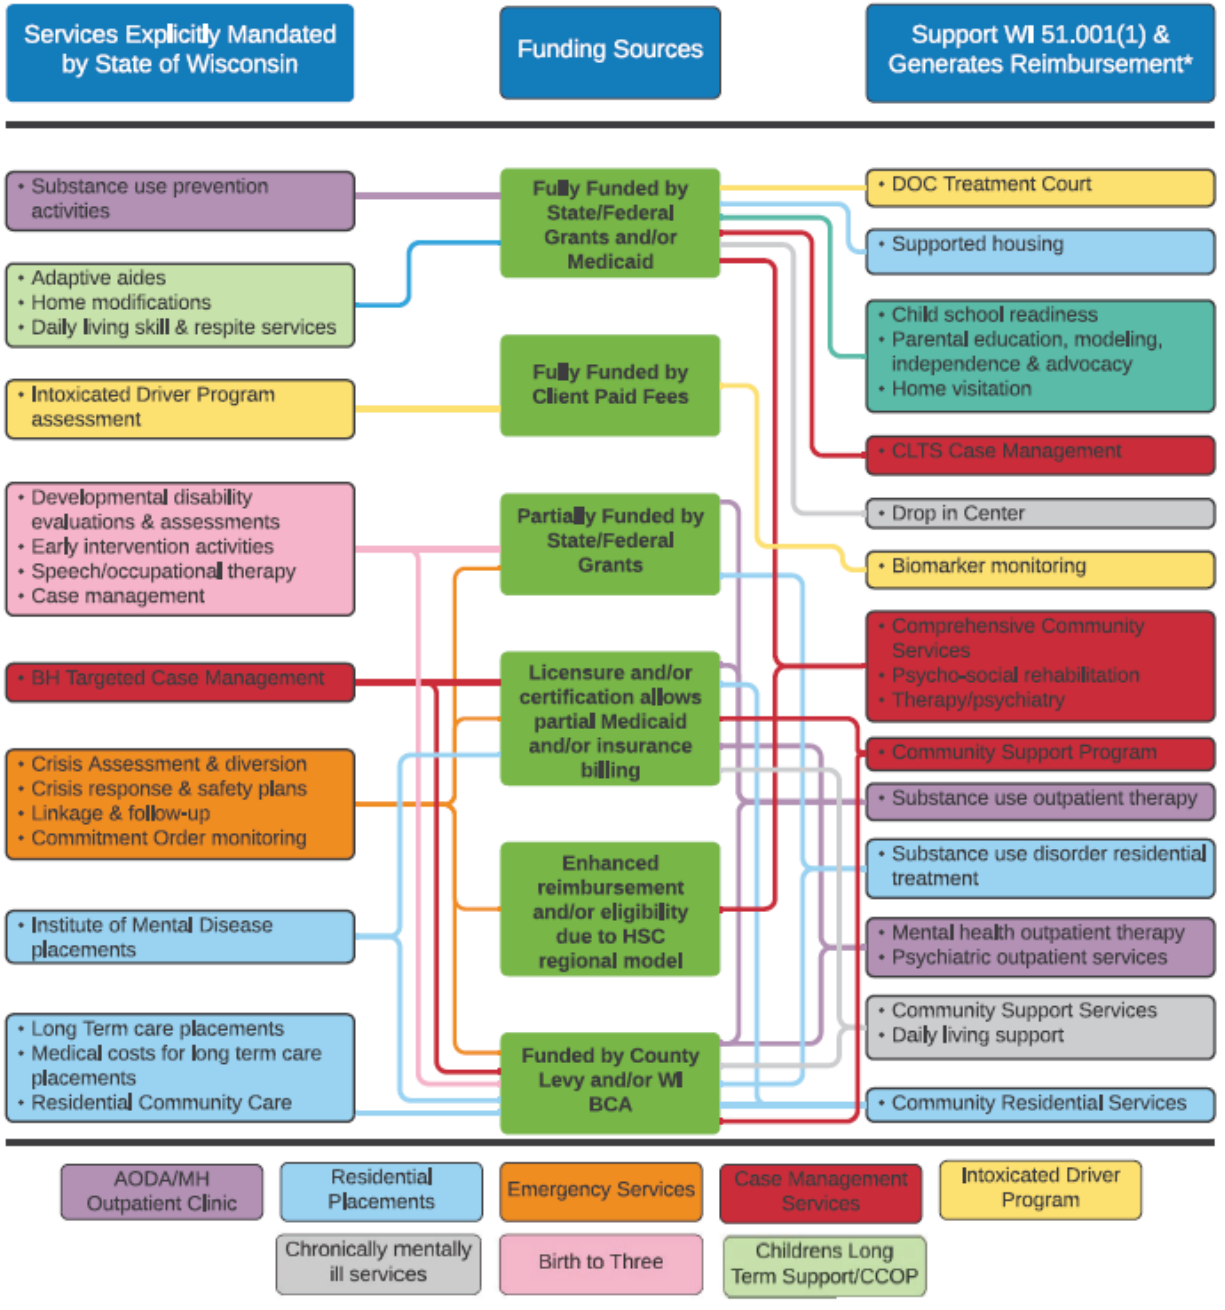 Services Explicitly Mandated
by State of Wisconsin
Funding Sources
Support WI 51.001(1) &
Generates Reimbursement*
• Substance use prevention
activities
• Adaptive aides
• Home modifications
• Daily living skill & respite services
• Intoxicated Driver Program
assessment
• Developmental disability
evaluations & assessments
• Early intervention activities
• Speech/occupational therapy
• Case management
• BH Targeted Case Management
• Crisis Assessment & diversion
• Crisis response & safety plans
• Linkage & follow-up
• Commitment Order monitoring
• Institute of Mental Disease
placements
• Long Term care placements
• Medical costs for long term care
placements
• Residential Community Care
Fully Funded by
State/Federal
Grants and/or
Medicaid
Fully Funded by
Client Paid Fees
Partially Funded by
State/Federal
Grants
Licensure and/or
certification allows
partial Medicaid
and/or insurance
billing
Enhanced
reimbursement
and/or eligibility
due to HSC
regional model
Funded by County
Levy and/or WI
BCA
• DOC Treatment Court
• Supported housing
• Child school readiness
• Parental education, modeling,
independence & advocacy
• Home visitation
• CLTS Case Management
• Drop in Center
• Biomarker monitoring
• Comprehensive Community
Services
• Psycho-social rehabilitation
• Therapy/psychiatry
• Community Support Program
• Substance use outpatient therapy
• Substance use disorder residential
treatment
• Mental health outpatient therapy
• Psychiatric outpatient services
• Community Support Services
• Daily living support
• Community Residential Services
AODA/MH
Outpatient Clinic
Residential
Placements
Emergency Services
Case Management
Services
Intoxicated Driver
Program
Chronically mentally
ill services
Birth to Three
Childrens Long
Term Support/CCOP